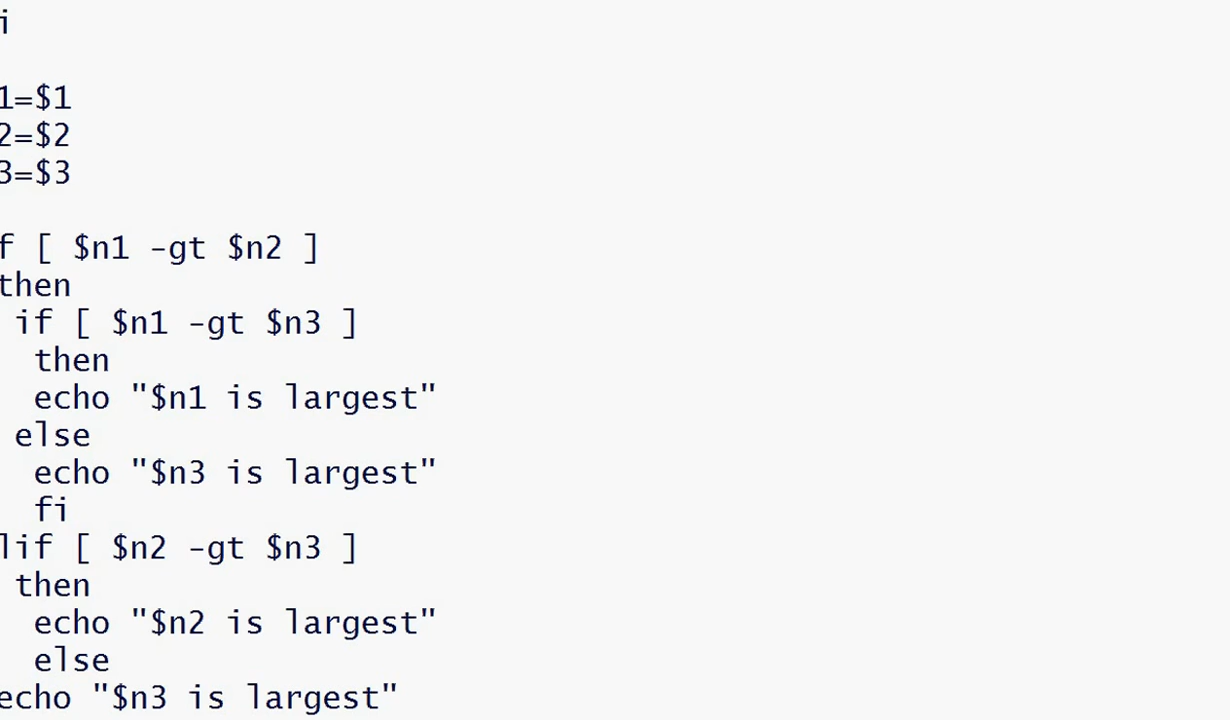 i
1=$1
2=$2
3=$3
f [ $n1 -gt $n2 ]
then
if [ $n1 -gt $n3 ]
then
echo "$n1 is largest"
else
echo "$n3 is largest"
fi
lif [ $n2 -gt $n3 ]
then
echo "$n2 is largest"
else
echo "$n3 is largest"